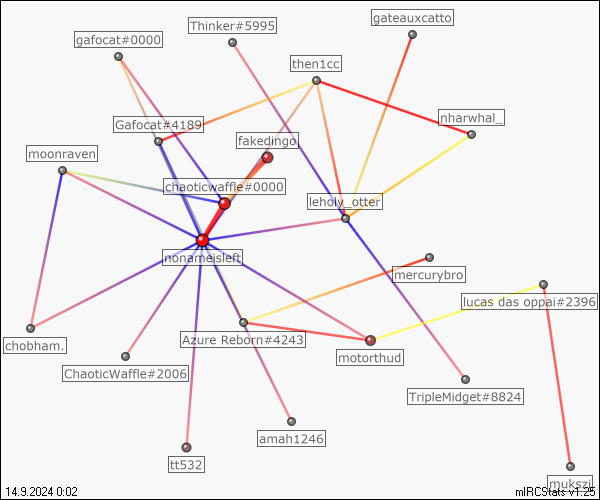 Thinker#5995
gateauxcatto
gafocat#0000
then1cc
nharwhal_
Gafocat#4189
fakedingo
moonraven
chaoticwaffle#0000
leholy_otter
nonameisleft
mercurybro
lucas das oppai#2396
chobham.
Azure Reborn#4243
motorthud
ChaoticWaffle#2006
TripleMidget#8824
amah1246
tt532
mukszi
14.9.2024 0:02
mIRCStats v1.25